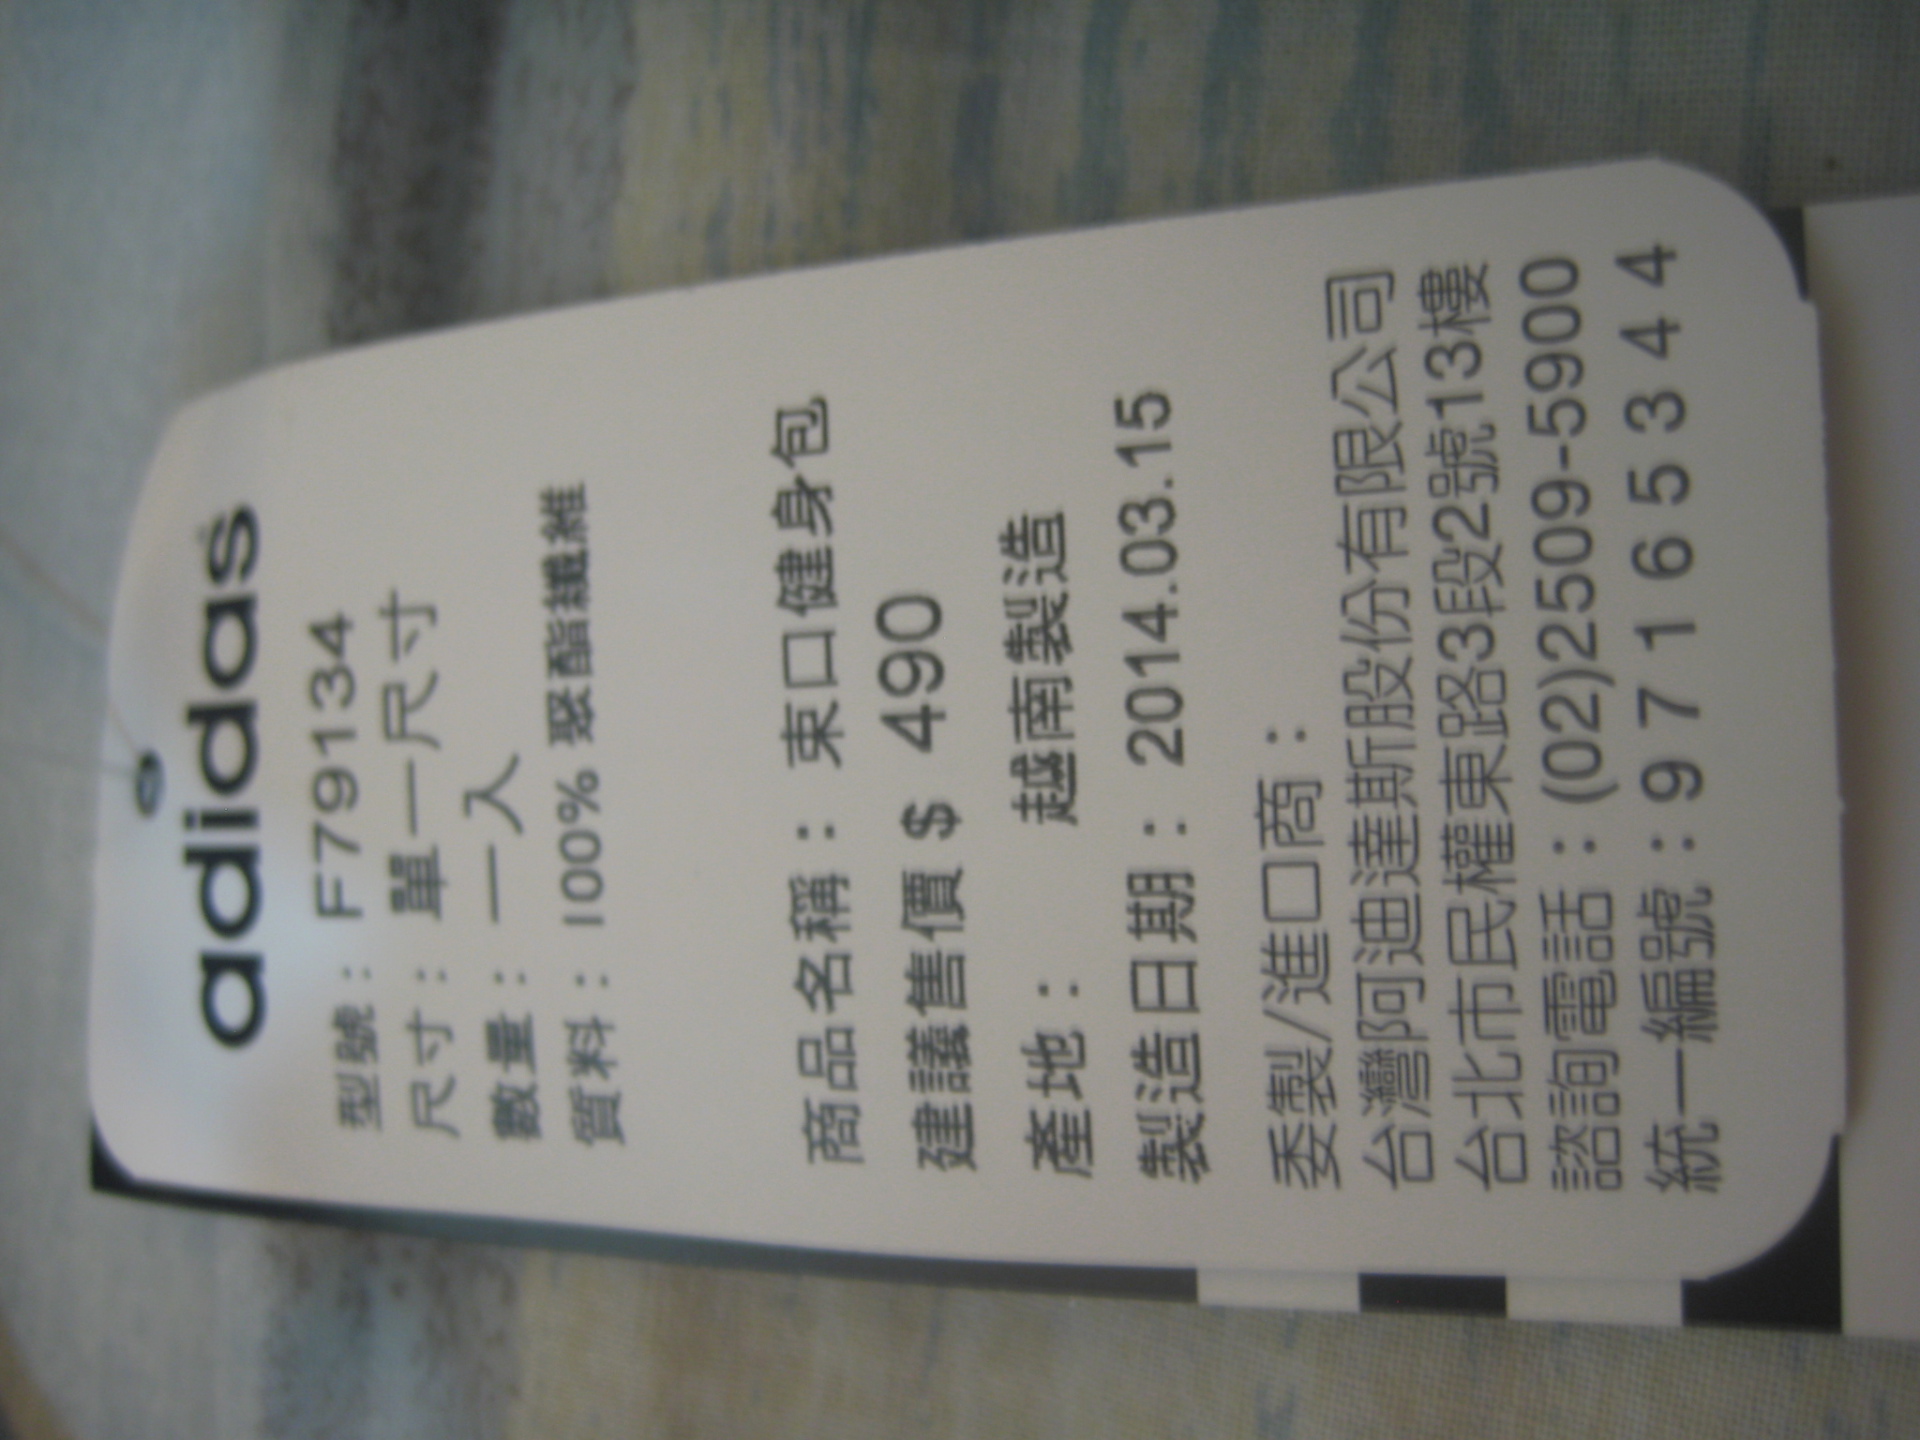 adidas
型號： F79134
尺寸： 單一尺寸
數量： 一入
質料： 100% 聚酯纖維
商品名稱： 束口健身包
建議售價 $ 490
產地： 越南製造
製造日期： 2014.03.15
委製/進口商：
台灣阿迪達斯股份有限公司
台北市民權東路3段2號13樓
諮詢電話：(02)2509-5900
統一編號：97165344